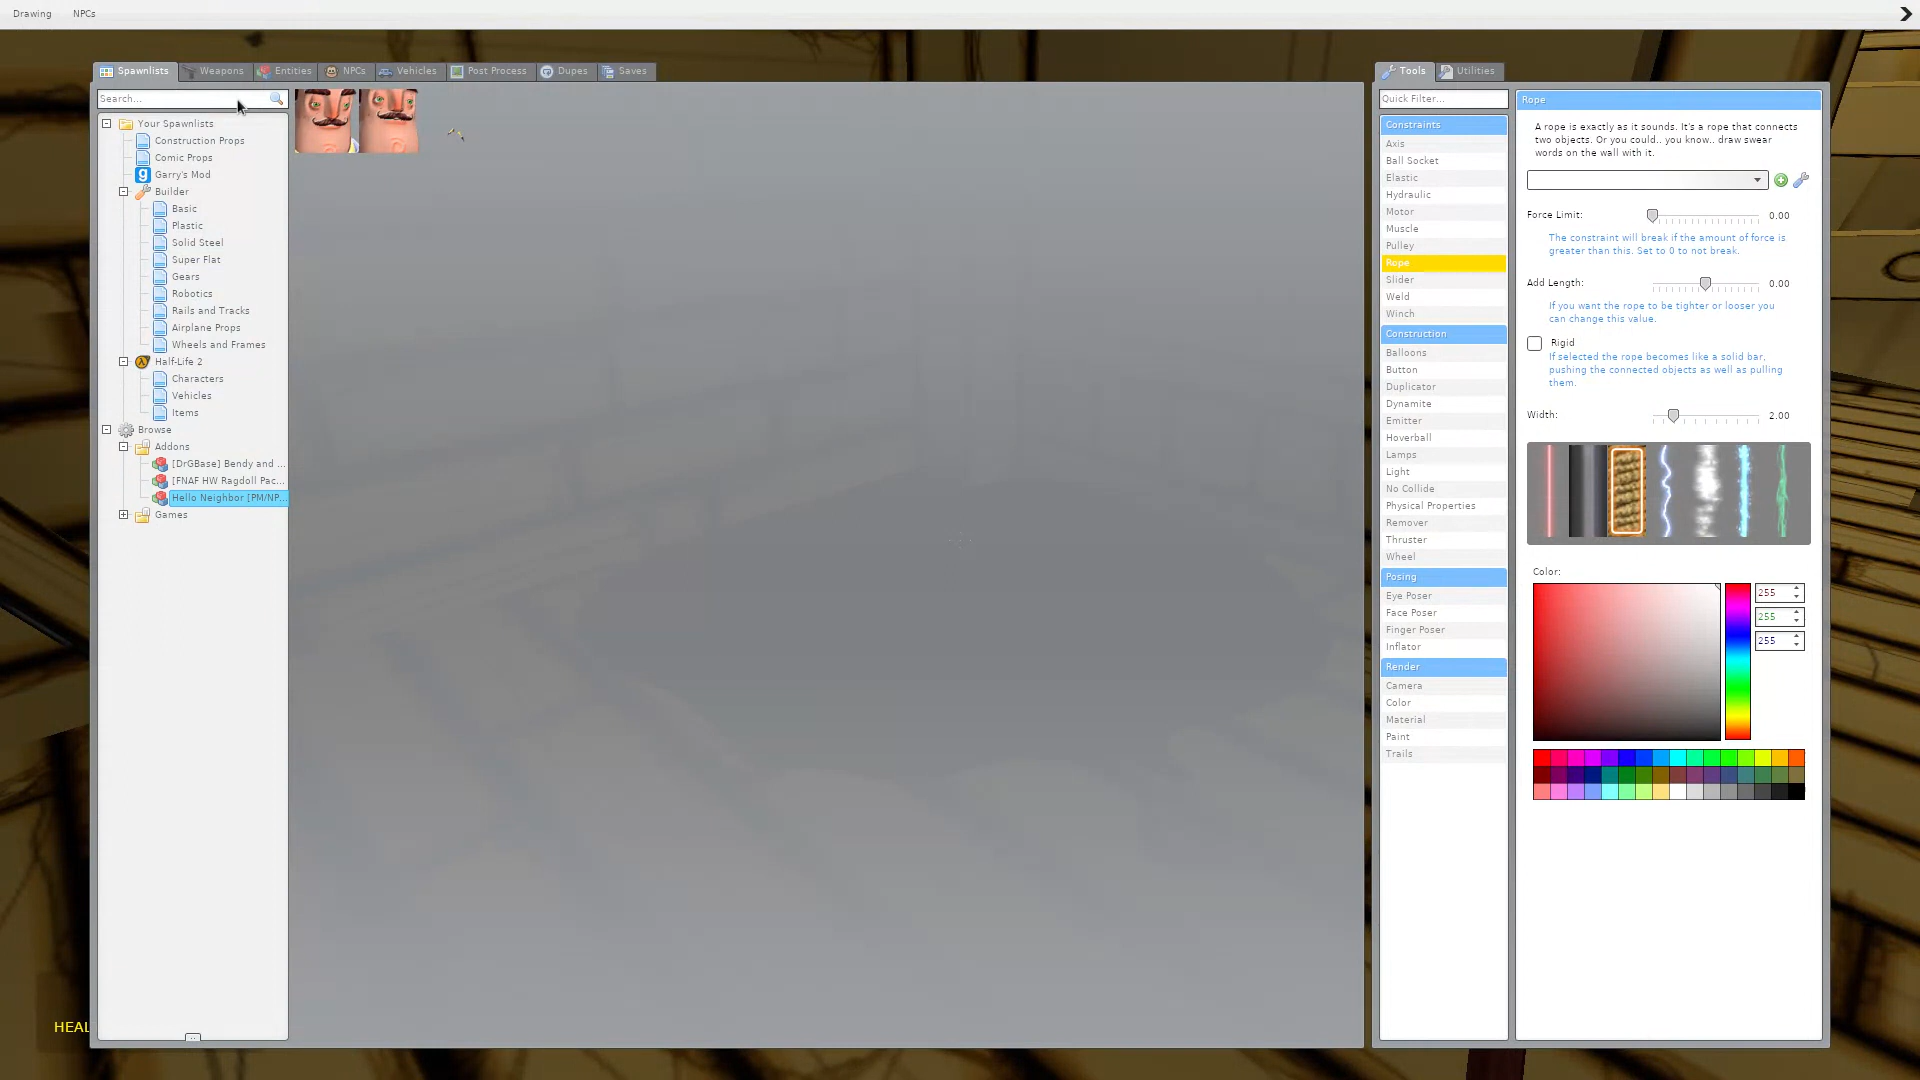 Drawing NPCs
Spawnlists Weapons Entities NPCs Vehicles Post Process Dupes Saves
Search...
Your Spawnlists
Construction Props
Comic Props
Garry's Mod
Builder
Basic
Plastic
Solid Steel
Super Flat
Gears
Robotics
Rails and Tracks
Airplane Props
Wheels and Frames
Half-Life 2
Characters
Vehicles
Items
Browse
Addons
[DrGBase] Bendy and ...
[FNAF HW Ragdoll Pac...
Hello Neighbor [PM/NP...
Games
HEAL
Tools Utilities
Quick Filter...
Constraints
Axis
Ball Socket
Elastic
Hydraulic
Motor
Muscle
Pulley
Rope
Slider
Weld
Winch
Construction
Balloons
Button
Duplicator
Dynamite
Emitter
Hoverball
Lamps
Light
No Collide
Physical Properties
Remover
Thruster
Wheel
Posing
Eye Poser
Face Poser
Finger Poser
Inflator
Render
Camera
Color
Material
Paint
Trails
Rope
A rope is exactly as it sounds. It's a rope that connects
two objects. Or you could.. you know.. draw swear
words on the wall with it.
Force Limit: 0.00
The constraint will break if the amount of force is
greater than this. Set to 0 to not break.
Add Length: 0.00
If you want the rope to be tighter or looser you
can change this value.
Rigid
If selected the rope becomes like a solid bar,
pushing the connected objects as well as pulling
them.
Width: 2.00
Color:
255
255
255